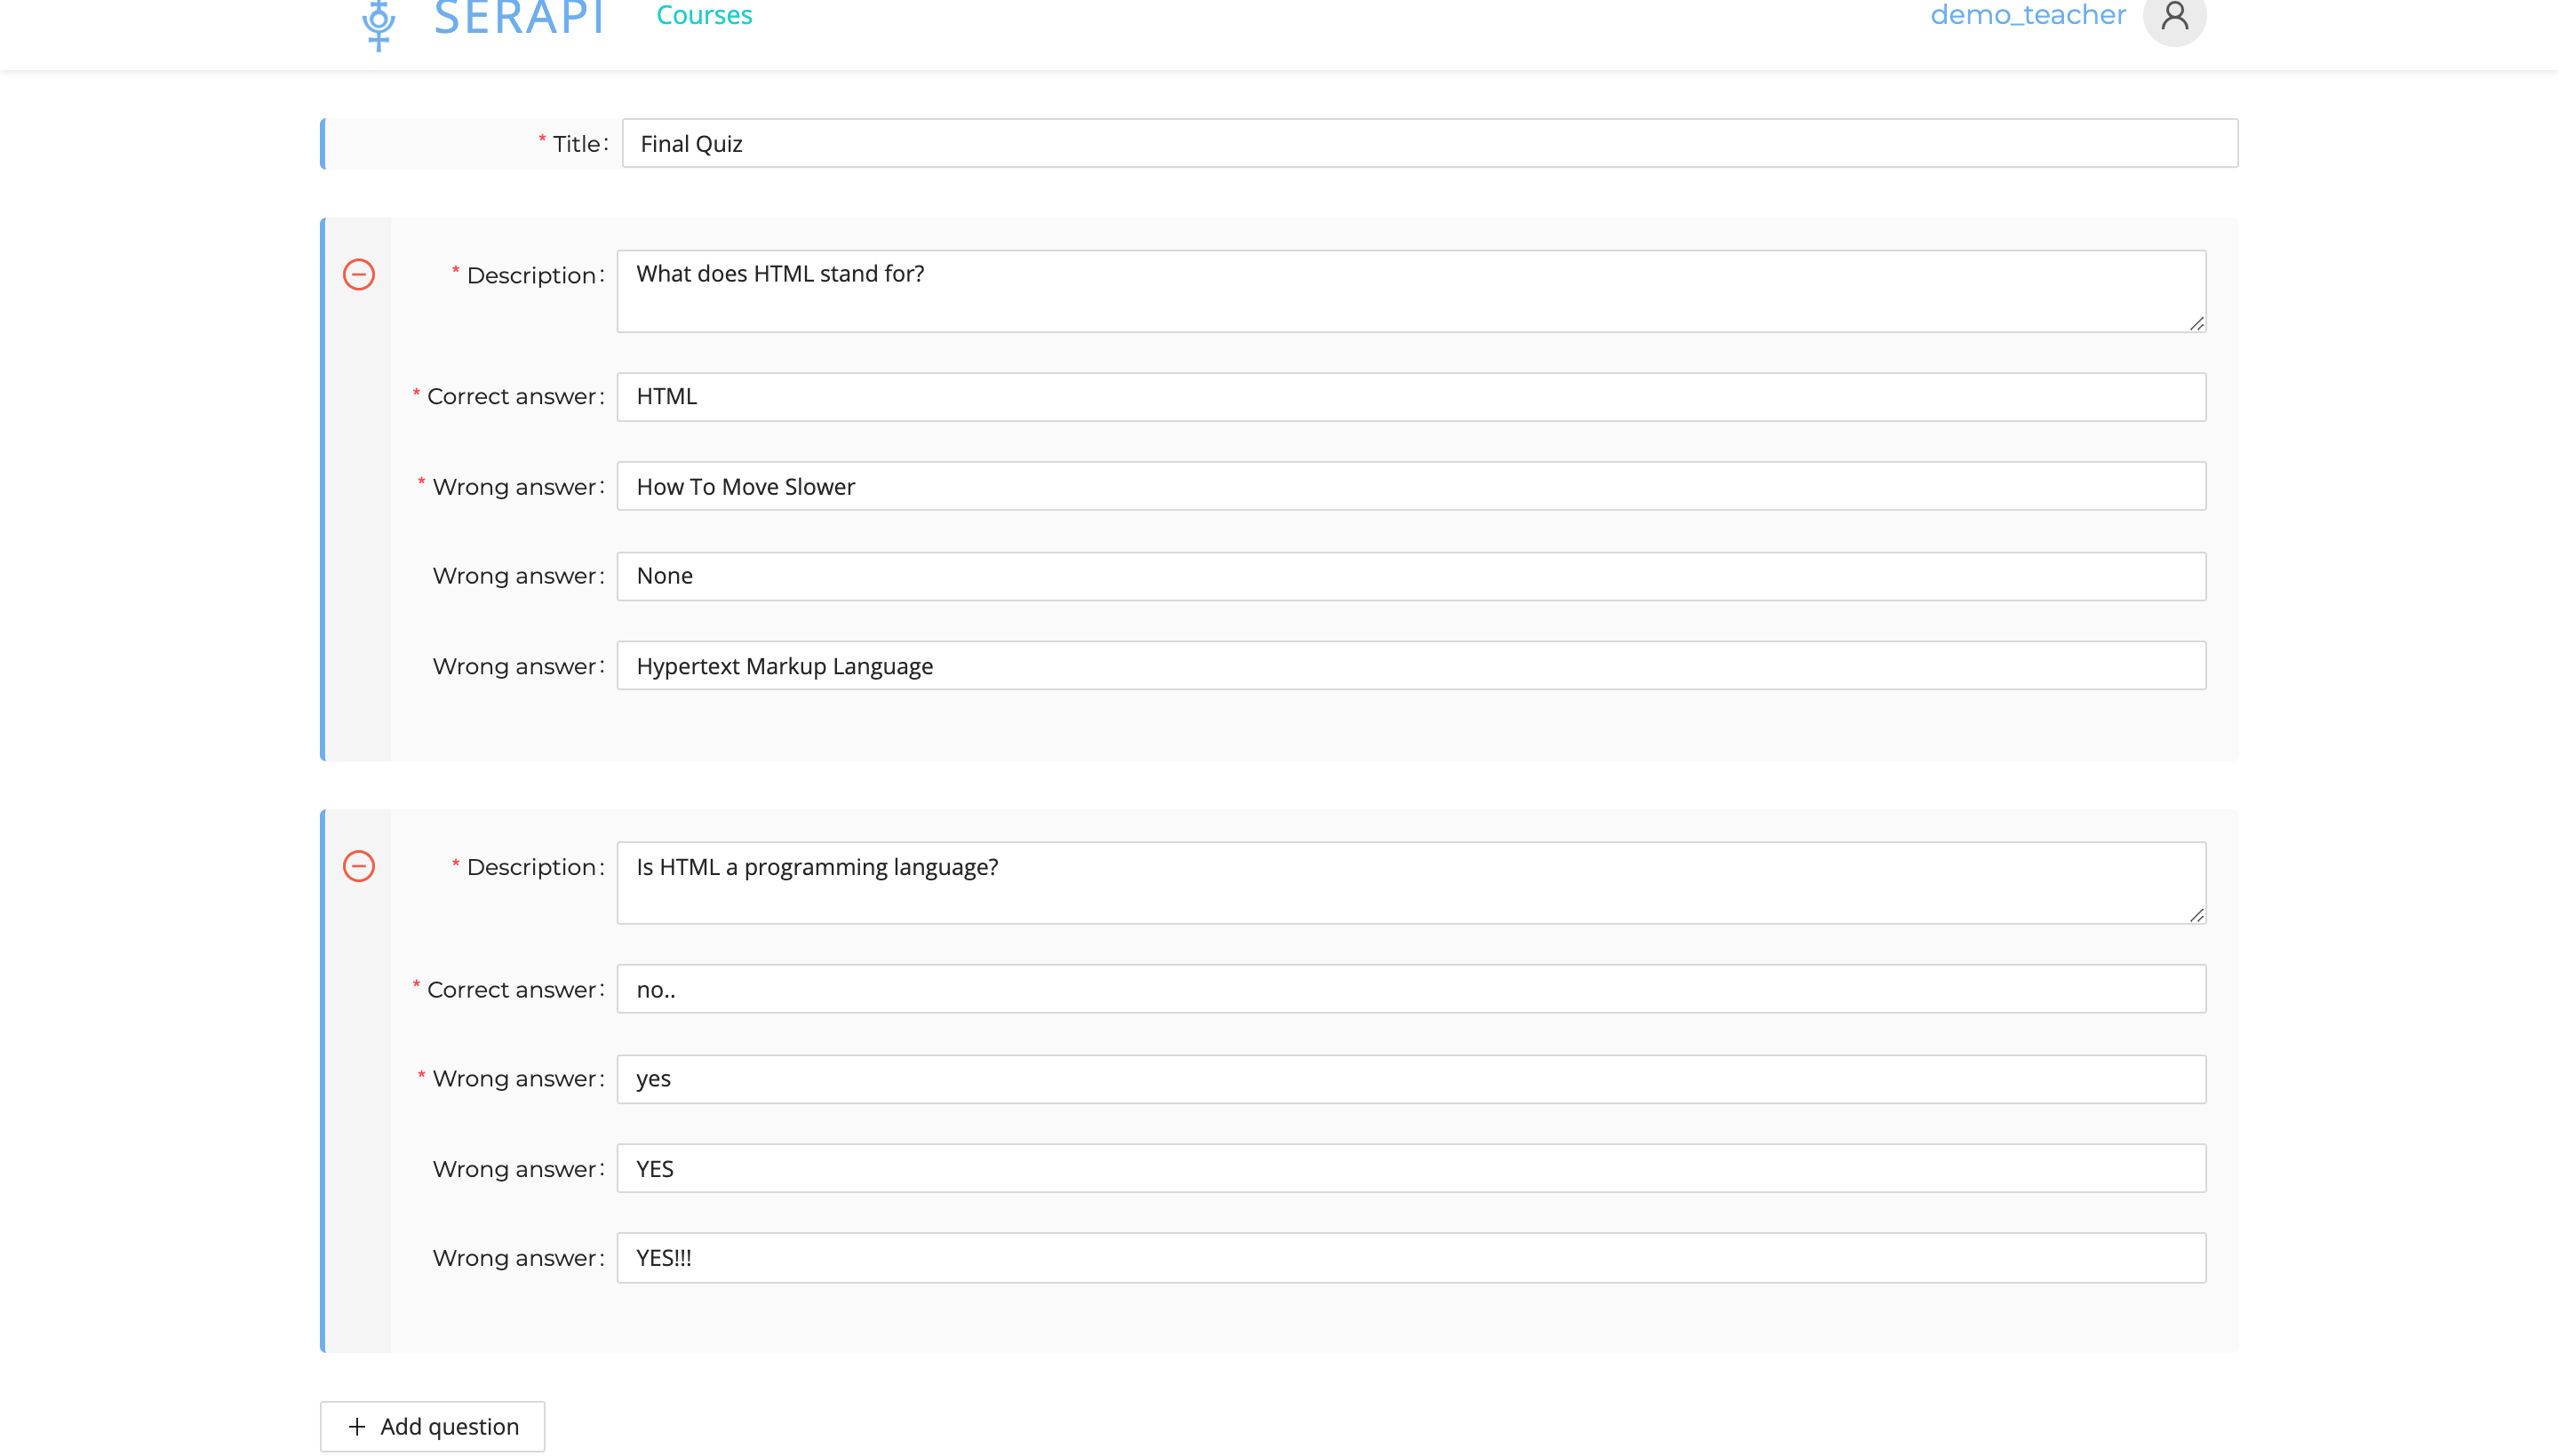 SERAPI Courses demo_teacher
* Title: Final Quiz
* Description: What does HTML stand for?
* Correct answer: HTML
* Wrong answer: How To Move Slower
Wrong answer: None
Wrong answer: Hypertext Markup Language
* Description: Is HTML a programming language?
* Correct answer: no..
* Wrong answer: yes
Wrong answer: YES
Wrong answer: YES!!!
+ Add question